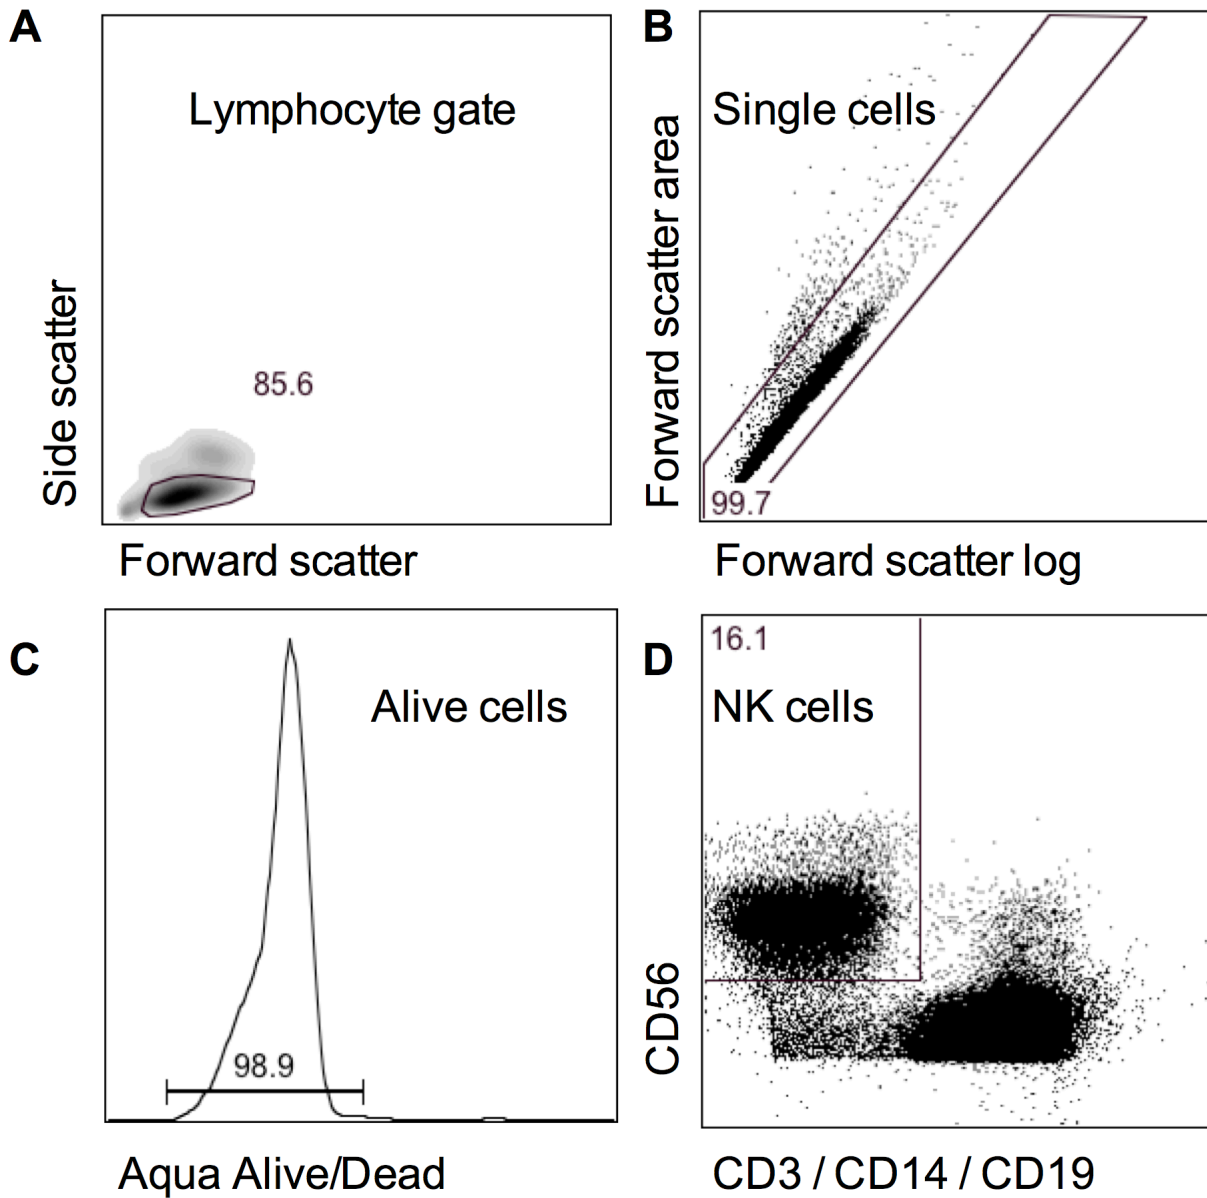 A
Lymphocyte gate
85.6
Side scatter
Forward scatter
B
Single cells
99.7
Forward scatter area
Forward scatter log
C
Alive cells
98.9
Aqua Alive/Dead
D
16.1
NK cells
CD56
CD3 / CD14 / CD19